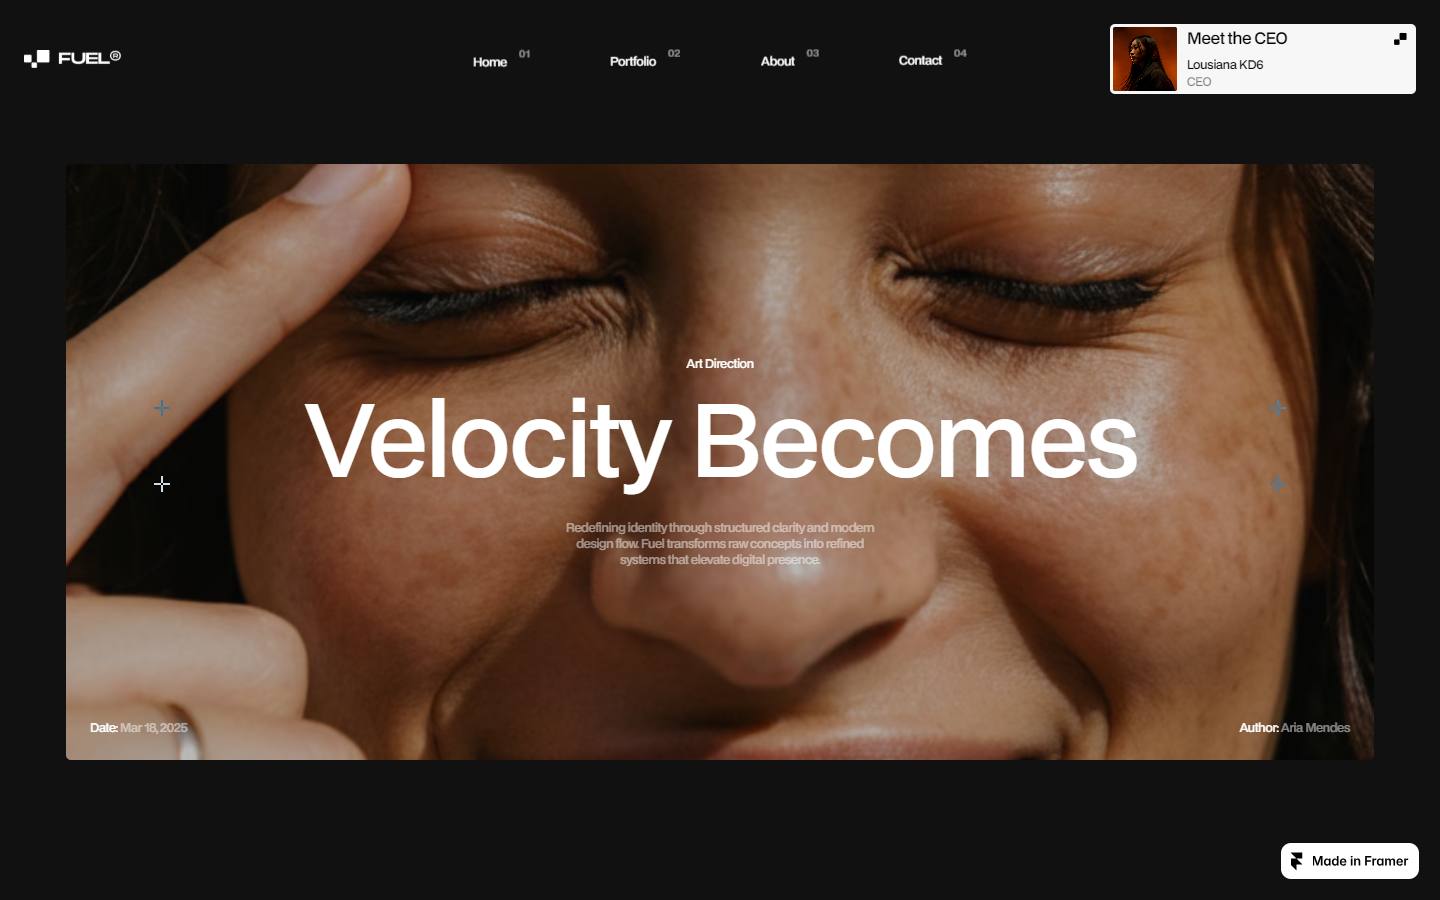 FUEL®
Home 01
Portfolio 02
About 03
Contact 04
Meet the CEO
Lousiana KD6
CEO
Art Direction
Velocity Becomes
Redefining identity through structured clarity and modern
design flow. Fuel transforms raw concepts into refined
systems that elevate digital presence.
Date: Mar 18, 2025
Author: Aria Mendes
Made in Framer